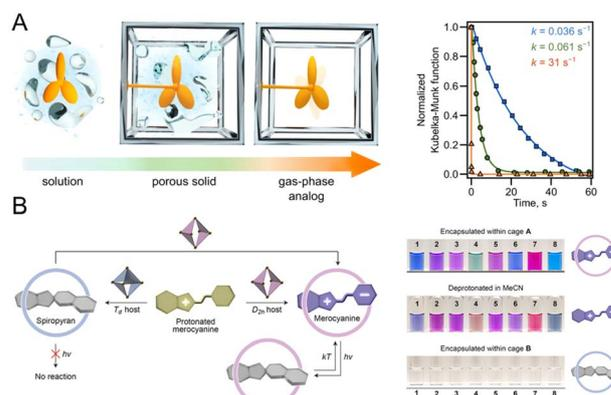 A
solution
porous solid
gas-phase
analog
Normalized
Kubelka-Munk function
1.0
0.8
0.6
0.4
0.2
0.0
k = 0.036 s⁻¹
k = 0.061 s⁻¹
k = 31 s⁻¹
0 20 40 60
Time, s
B
Spiropyran
Td host
Protonated
merocyanine
D2h host
Merocyanine
hν
No reaction
kT
hν
Encapsulated within cage A
1 2 3 4 5 6 7 8
Deprotonated in MeCN
1 2 3 4 5 6 7 8
Encapsulated within cage B
1 2 3 4 5 6 7 8